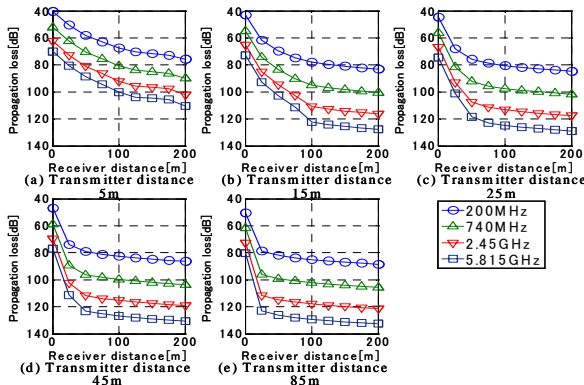 Propagation loss[dB]
40
60
80
100
120
140
0
100
200
Receiver distance[m]
(a) Transmitter distance
5m
Propagation loss[dB]
40
60
80
100
120
140
0
100
200
Receiver distance[m]
(b) Transmitter distance
15m
Propagation loss[dB]
40
60
80
100
120
140
0
100
200
Receiver distance[m]
(c) Transmitter distance
25m
Propagation loss[dB]
40
60
80
100
120
140
0
100
200
Receiver distance[m]
(d) Transmitter distance
45m
Propagation loss[dB]
40
60
80
100
120
140
0
100
200
Receiver distance[m]
(e) Transmitter distance
85m
200MHz
740MHz
2.45GHz
5.815GHz